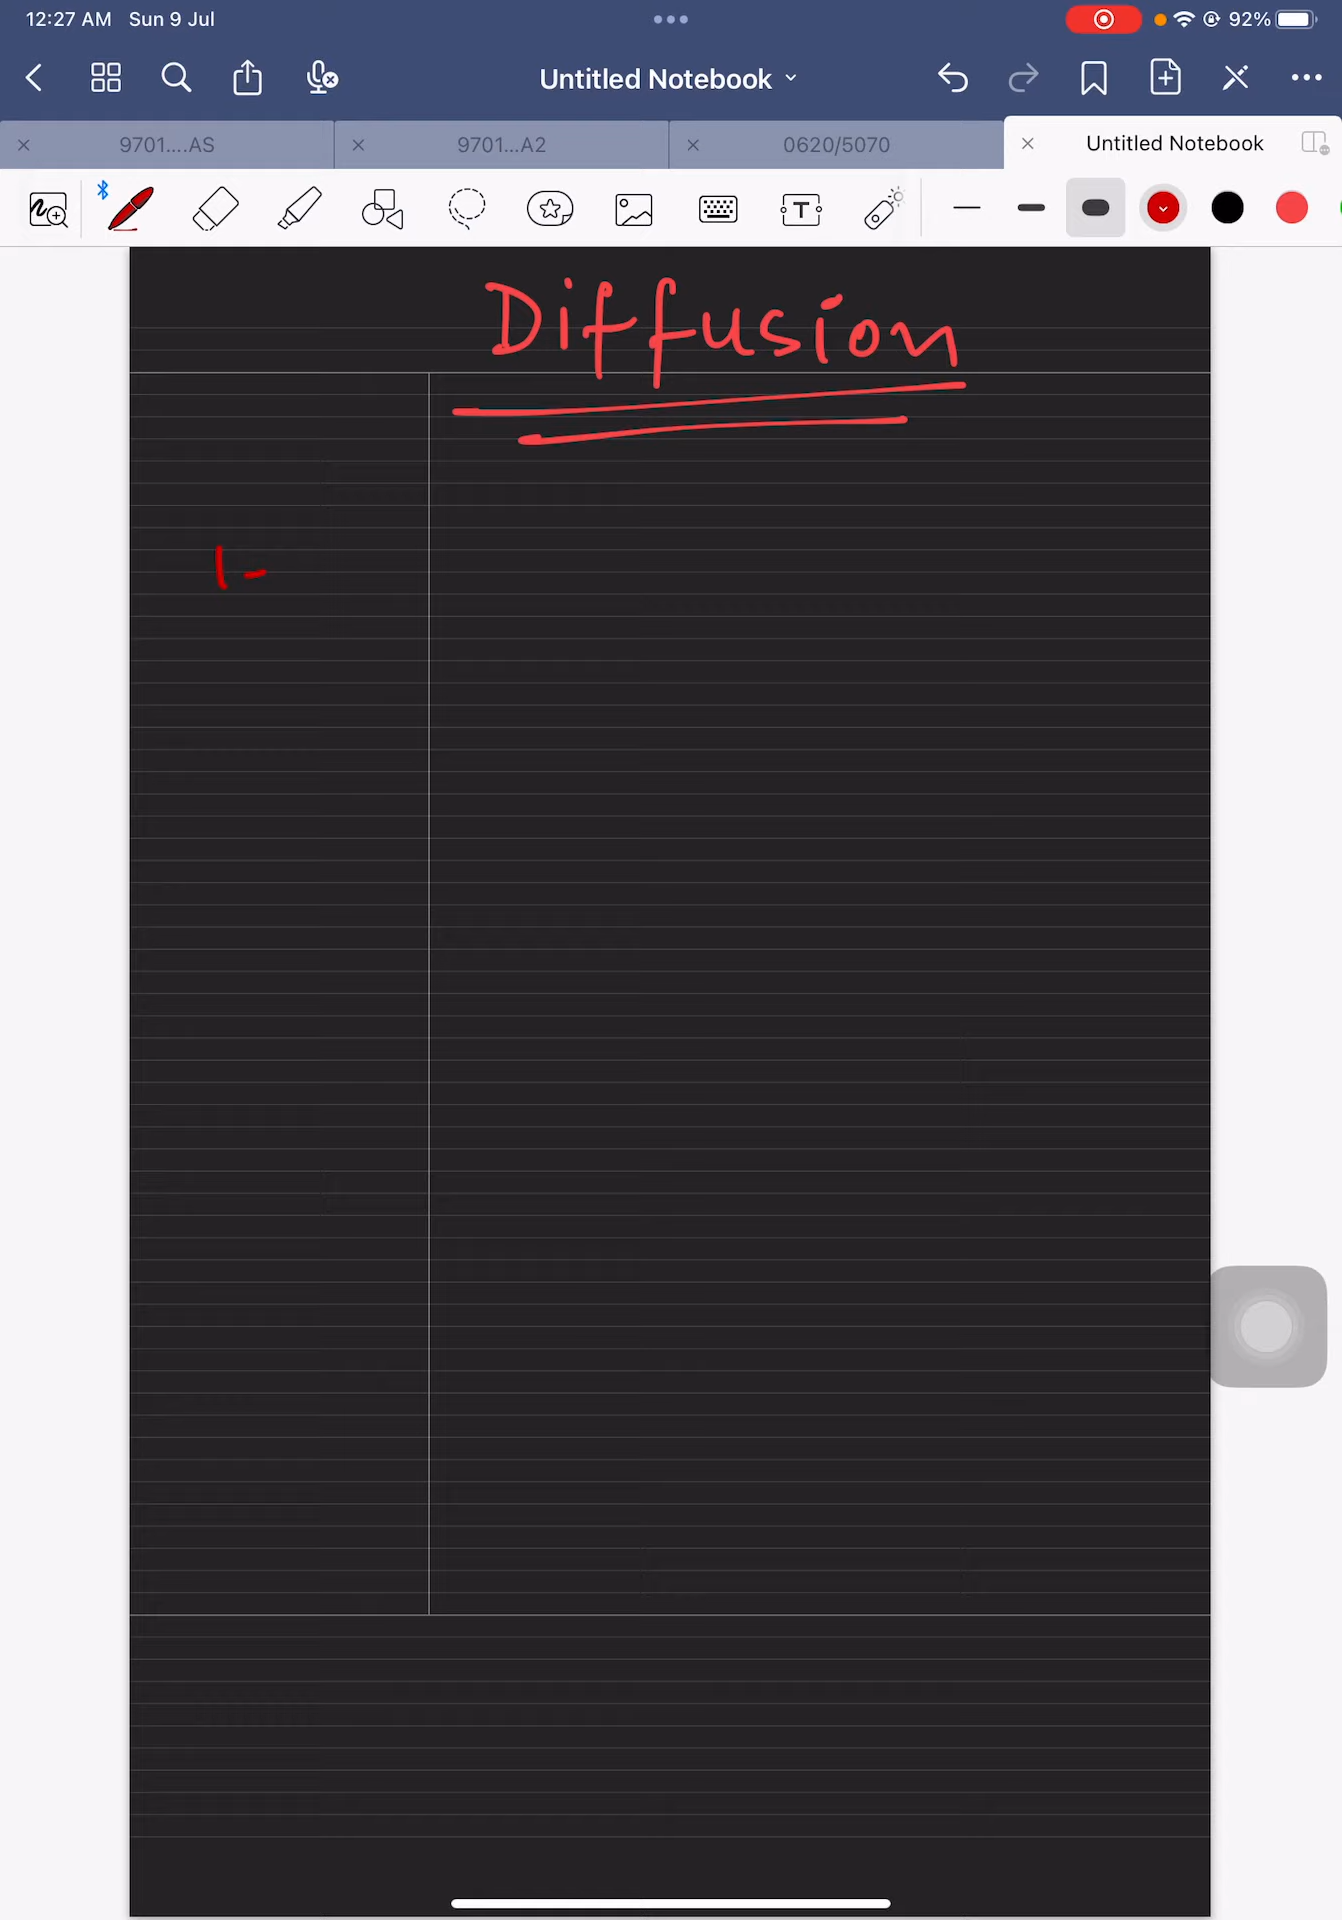 12:27 AM Sun 9 Jul
92%
Untitled Notebook
9701....AS
9701...A2
0620/5070
Untitled Notebook
T
Diffusion
1-